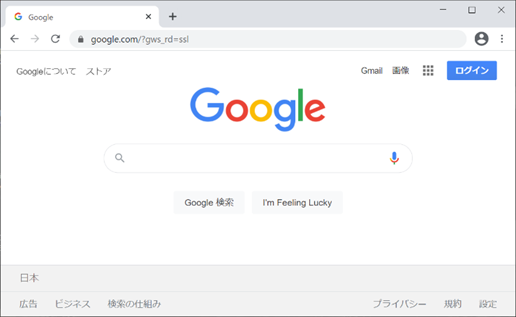 Google
google.com/?gws_rd=ssl
Googleについて ストア Gmail 画像 ログイン
Google
Google 検索 I'm Feeling Lucky
日本
広告 ビジネス 検索の仕組み プライバシー 規約 設定